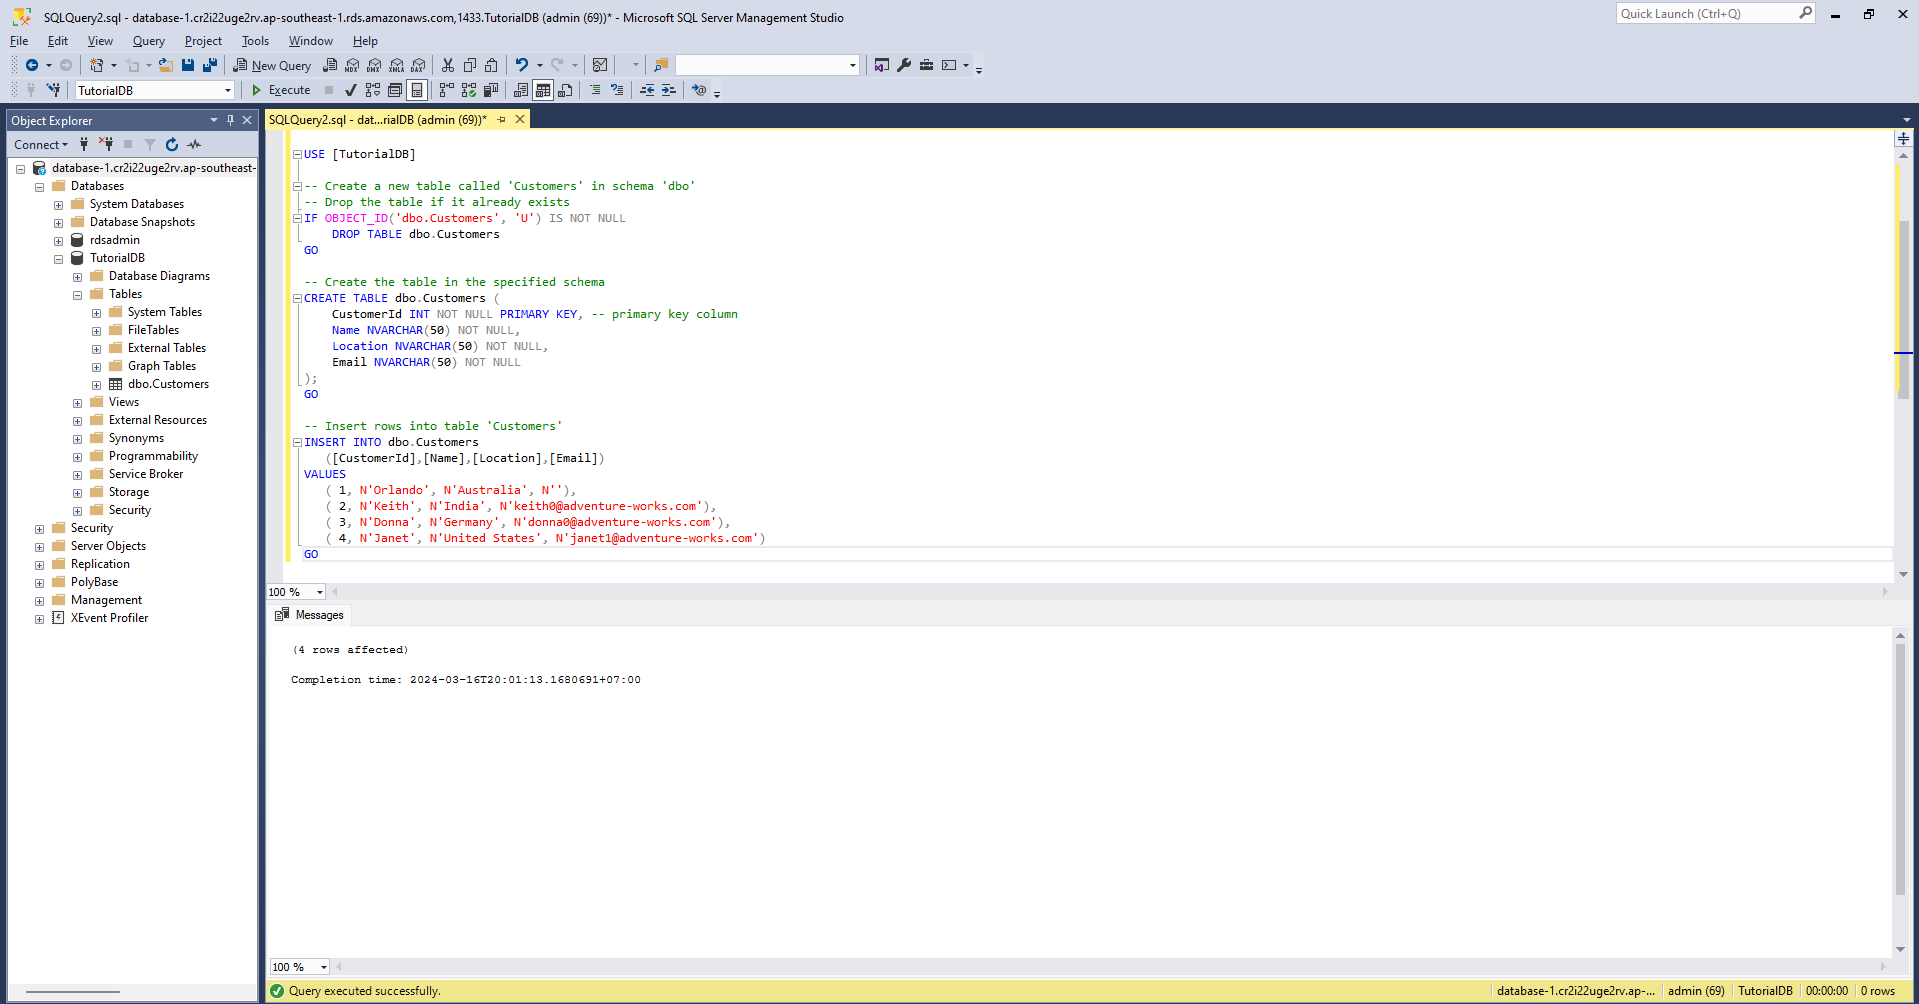 SQLQuery2.sql - database-1.cr2i22uge2rv.ap-southeast-1.rds.amazonaws.com,1433.TutorialDB (admin (69))* - Microsoft SQL Server Management Studio
Quick Launch (Ctrl+Q)
File Edit View Query Project Tools Window Help
New Query MDX DMX XMLA DAX
TutorialDB Execute
Object Explorer
Connect
database-1.cr2i22uge2rv.ap-southeast-
Databases
System Databases
Database Snapshots
rdsadmin
TutorialDB
Database Diagrams
Tables
System Tables
FileTables
External Tables
Graph Tables
dbo.Customers
Views
External Resources
Synonyms
Programmability
Service Broker
Storage
Security
Security
Server Objects
Replication
PolyBase
Management
XEvent Profiler
SQLQuery2.sql - dat...rialDB (admin (69))*
USE [TutorialDB]
-- Create a new table called 'Customers' in schema 'dbo'
-- Drop the table if it already exists
IF OBJECT_ID('dbo.Customers', 'U') IS NOT NULL
DROP TABLE dbo.Customers
GO
-- Create the table in the specified schema
CREATE TABLE dbo.Customers (
CustomerId INT NOT NULL PRIMARY KEY, -- primary key column
Name NVARCHAR(50) NOT NULL,
Location NVARCHAR(50) NOT NULL,
Email NVARCHAR(50) NOT NULL
);
GO
-- Insert rows into table 'Customers'
INSERT INTO dbo.Customers
([CustomerId],[Name],[Location],[Email])
VALUES
( 1, N'Orlando', N'Australia', N''),
( 2, N'Keith', N'India', N'keith0@adventure-works.com'),
( 3, N'Donna', N'Germany', N'donna0@adventure-works.com'),
( 4, N'Janet', N'United States', N'janet1@adventure-works.com')
GO
100 %
Messages
(4 rows affected)
Completion time: 2024-03-16T20:01:13.1680691+07:00
100 %
Query executed successfully.
database-1.cr2i22uge2rv.ap-... admin (69) TutorialDB 00:00:00 0 rows